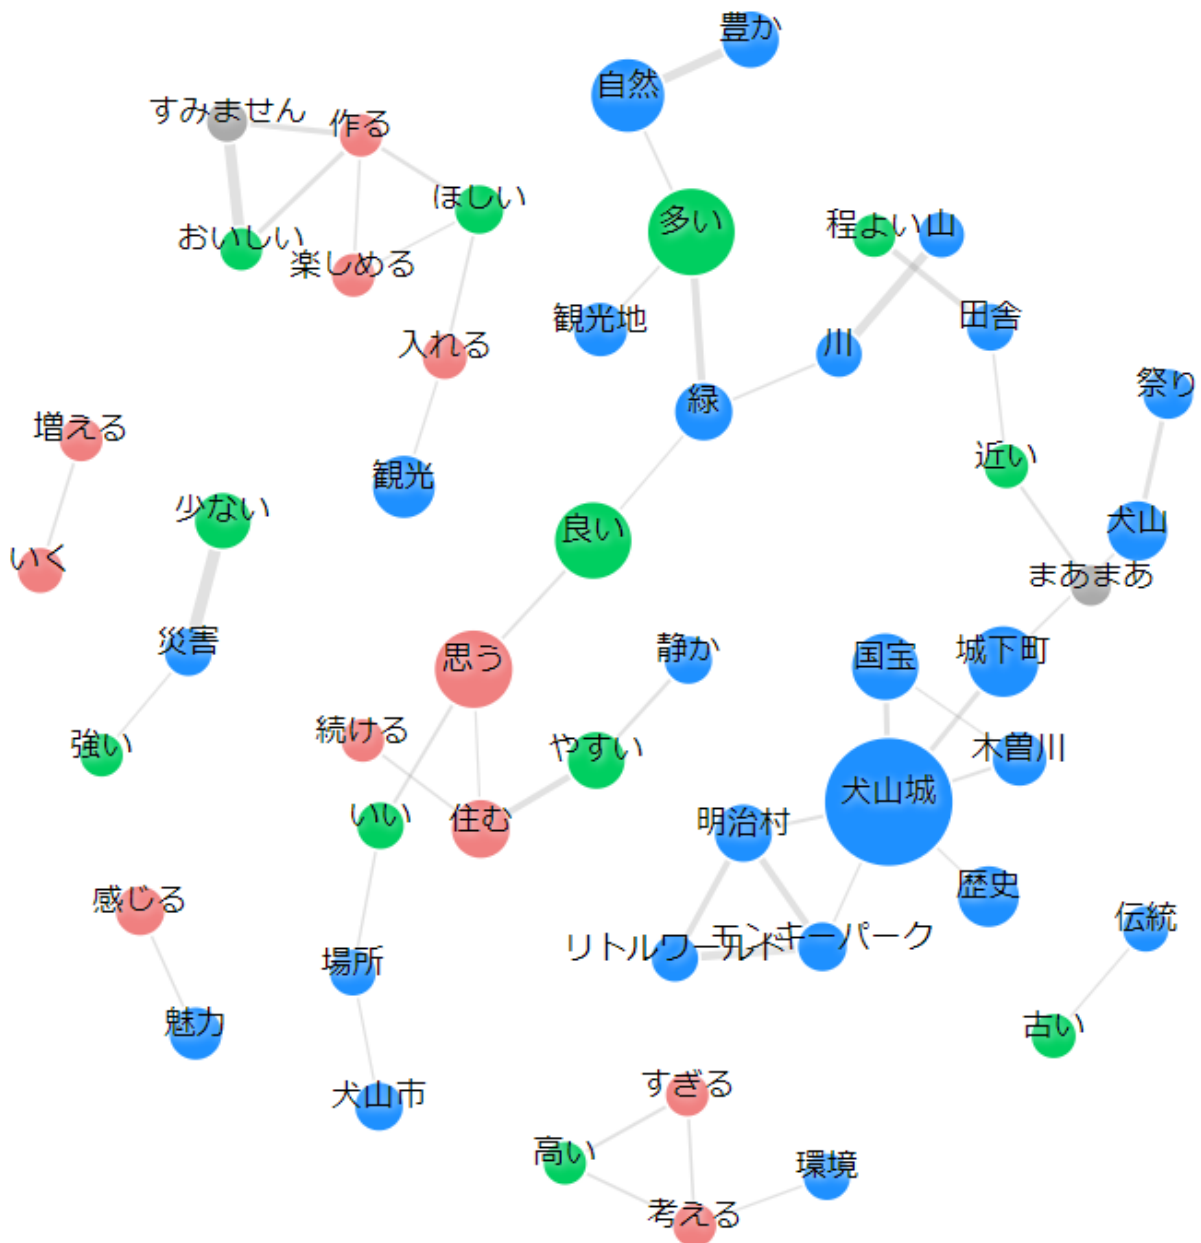 豊か
自然
すみません
作る
ほしい
多い
程よい
山
おいしい
楽しめる
観光地
田舎
入れる
川
祭り
緑
増える
観光
近い
少ない
犬山
良い
いく
まあまあ
災害
静か
国宝
城下町
思う
続ける
強い
やすい
木曽川
犬山城
いい
住む
明治村
感じる
歴史
伝統
リトルワールド
モンキーパーク
場所
魅力
古い
犬山市
すぎる
高い
環境
考える